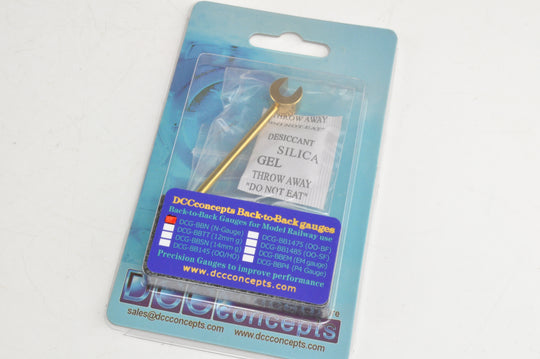 THROW AWAY
"DO NOT EAT"
DESICCANT
SILICA
GEL
THROW AWAY
"DO NOT EAT"
DCCconcepts Back-to-Back gauges
Back-to-Back Gauges for Model Railway use
DCG-BBN (N-Gauge)
DCG-BBTT (12mm g)
DCG-BBSN (14mm g)
DCG-BB145 (OO/HO)
DCG-BB1475 (OO-BF)
DCG-BB1485 (OO-SF)
DCG-BBEM (EM gauge)
DCG-BBP4 (P4 Gauge)
Precision Gauges to improve performance
www.dccconcepts.com
DCCconcepts
sales@dccconcepts.com www.dccconcepts.com